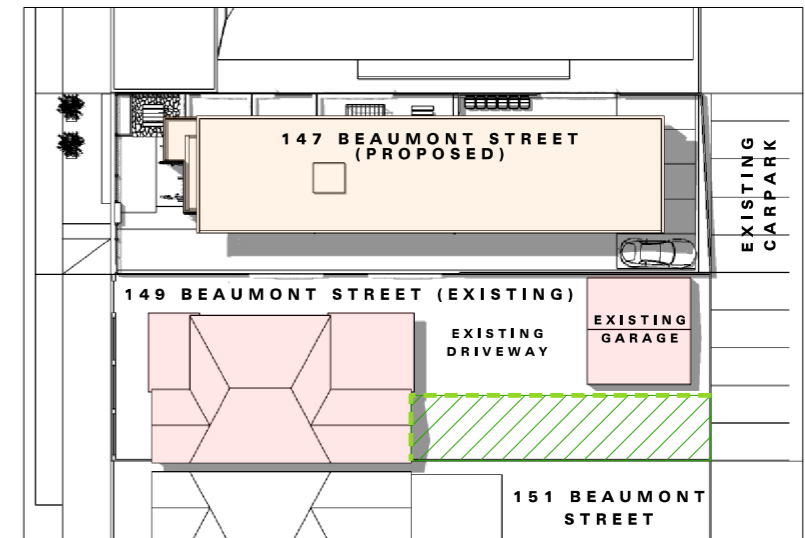 147 BEAUMONT STREET
(PROPOSED)
EXISTING
CARPARK
149 BEAUMONT STREET (EXISTING)
EXISTING
DRIVEWAY
EXISTING
GARAGE
151 BEAUMONT
STREET